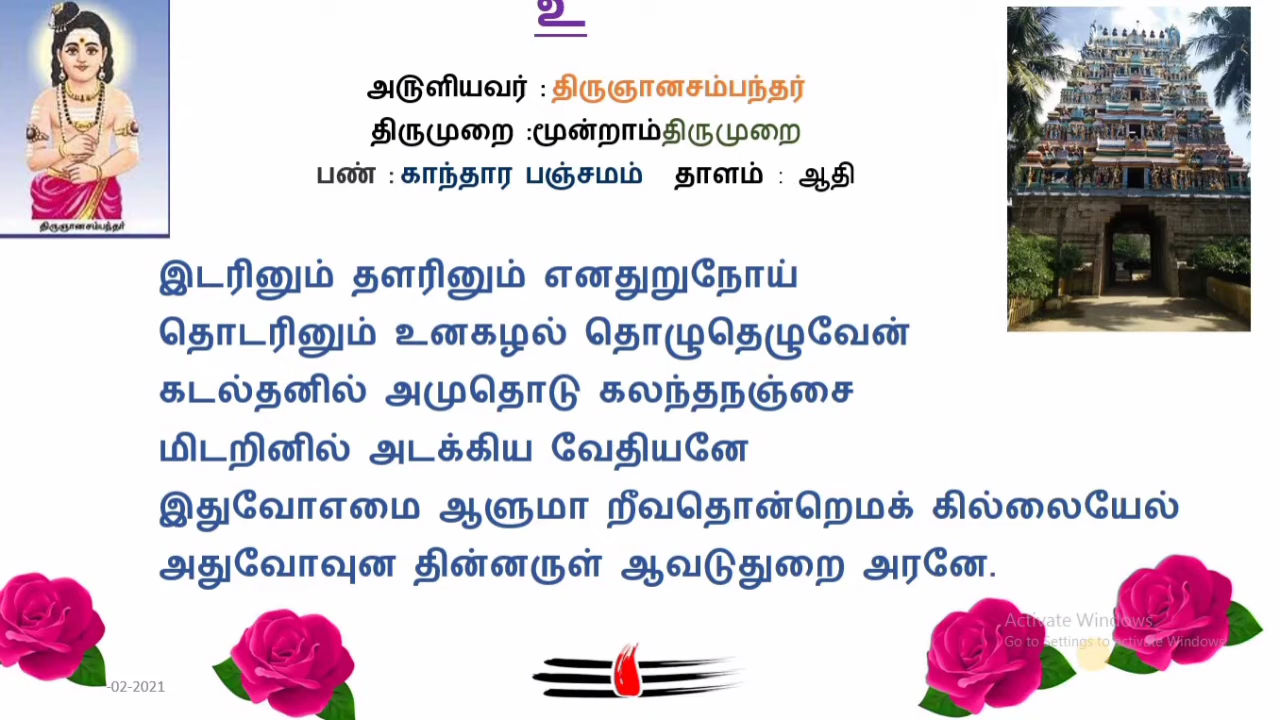 உ
அருளியவர் : திருஞானசம்பந்தர்
திருமுறை :மூன்றாம்திருமுறை
பண் : காந்தார பஞ்சமம் தாளம் : ஆதி
திருஞானசம்பந்தர்
இடரினும் தளரினும் எனதுறுநோய்
தொடரினும் உனகழல் தொழுதெழுவேன்
கடல்தனில் அமுதொடு கலந்தநஞ்சை
மிடறினில் அடக்கிய வேதியனே
இதுவோஎமை ஆளுமா றீவதொன்றெமக் கில்லையேல்
அதுவோவுன தின்னருள் ஆவடுதுறை அரனே.
Activate Windows
Go to Settings to activate Windows.
-02-2021